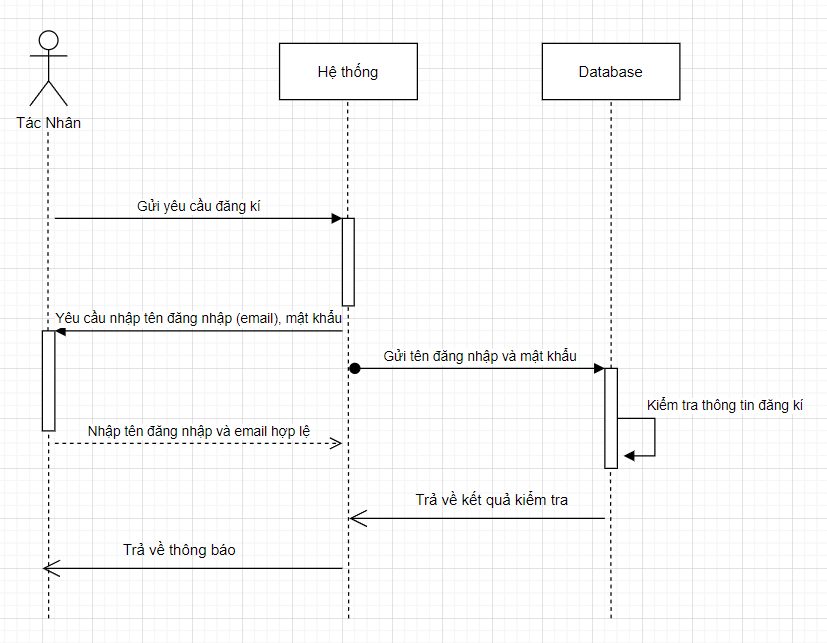 Hệ thống
Database
Tác Nhân
Gửi yêu cầu đăng kí
Yêu cầu nhập tên đăng nhập (email), mật khẩu
Gửi tên đăng nhập và mật khẩu
Kiểm tra thông tin đăng kí
Nhập tên đăng nhập và email hợp lệ
Trả về kết quả kiểm tra
Trả về thông báo